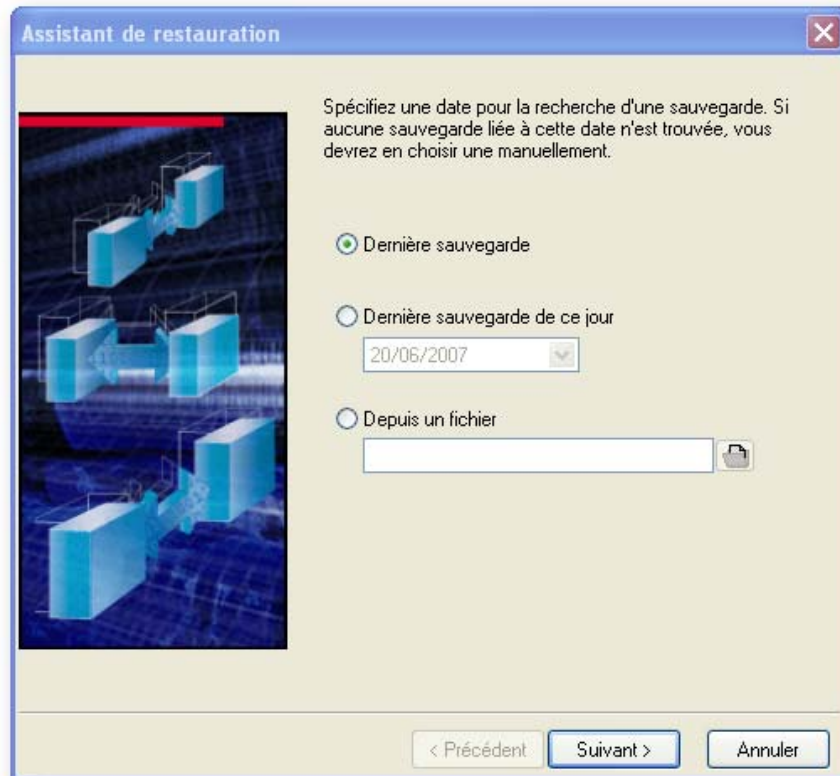 Assistant de restauration
Spécifiez une date pour la recherche d'une sauvegarde. Si
aucune sauvegarde liée à cette date n'est trouvée, vous
devrez en choisir une manuellement.
Dernière sauvegarde
Dernière sauvegarde de ce jour
20/06/2007
Depuis un fichier
< Précédent
Suivant >
Annuler